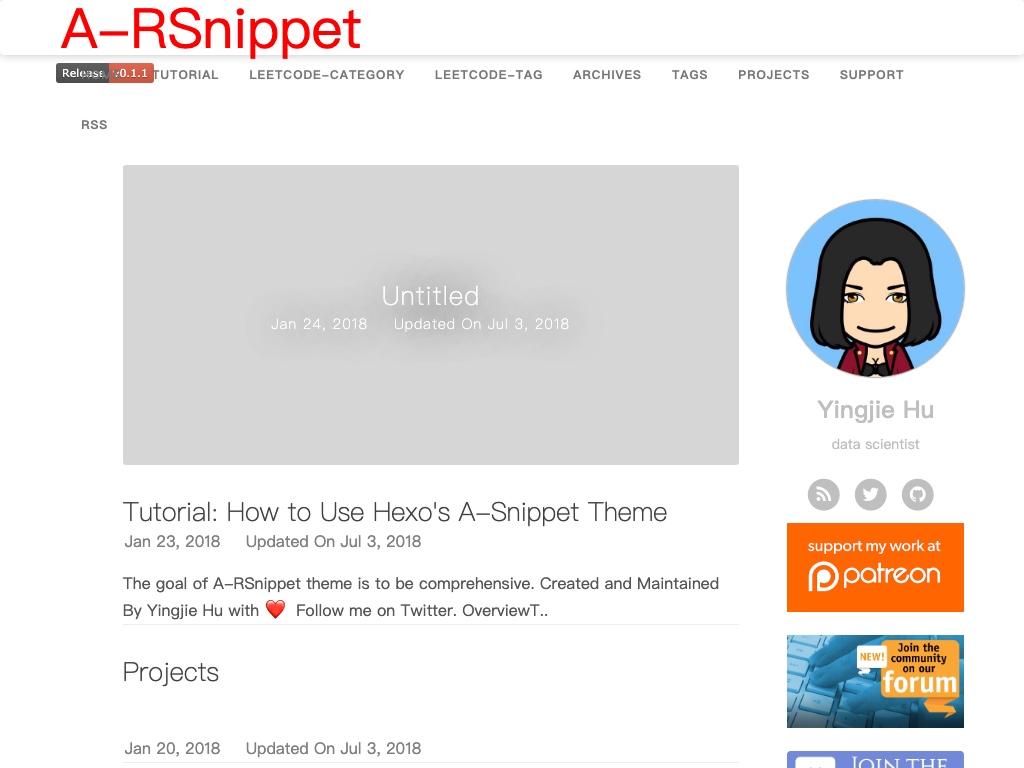 A-RSnippet
Release v0.1.1 TUTORIAL LEETCODE-CATEGORY LEETCODE-TAG ARCHIVES TAGS PROJECTS SUPPORT
RSS
Untitled
Jan 24, 2018 Updated On Jul 3, 2018
Yingjie Hu
data scientist
support my work at
patreon
NEW! Join the
community
on our
forum
JOIN THE
Tutorial: How to Use Hexo's A-Snippet Theme
Jan 23, 2018 Updated On Jul 3, 2018
The goal of A-RSnippet theme is to be comprehensive. Created and Maintained
By Yingjie Hu with ❤️ Follow me on Twitter. OverviewT..
Projects
Jan 20, 2018 Updated On Jul 3, 2018